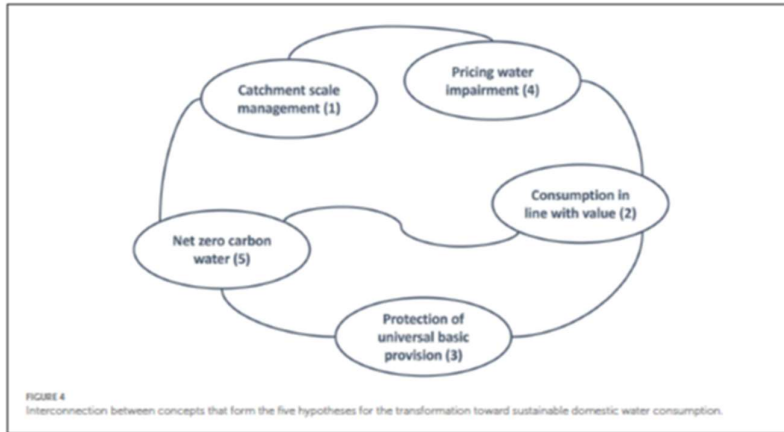 Catchment scale
management (1)
Pricing water
impairment (4)
Consumption in
line with value (2)
Net zero carbon
water (5)
Protection of
universal basic
provision (3)
FIGURE 4
Interconnection between concepts that form the five hypotheses for the transformation toward sustainable domestic water consumption.